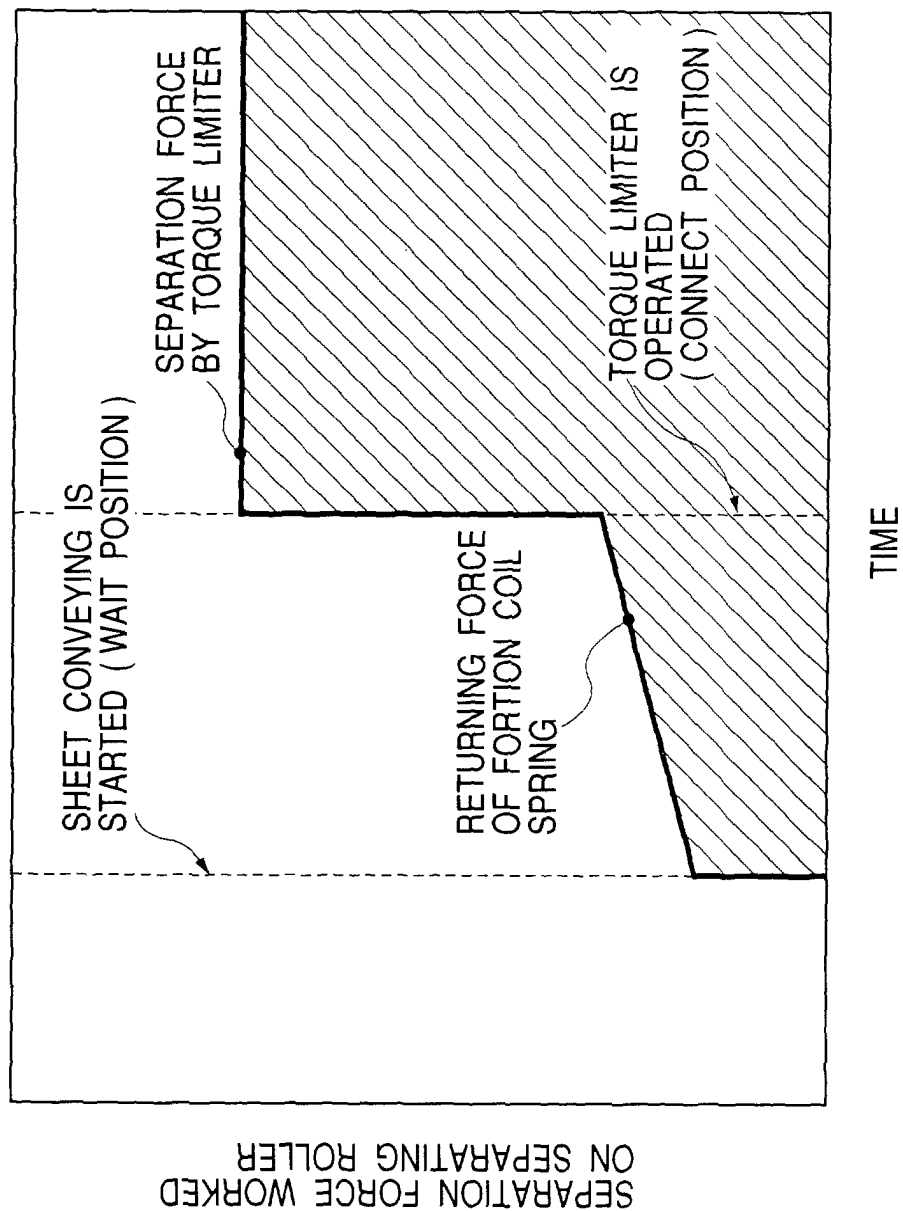 SHEET CONVEYING IS
STARTED ( WAIT POSITION )
SEPARATION FORCE
BY TORQUE LIMITER
RETURNING FORCE
OF FORTION COIL
SPRING
TORQUE LIMITER IS
OPERATED
( CONNECT POSITION )
SEPARATION FORCE WORKED
ON SEPARATING ROLLER
TIME